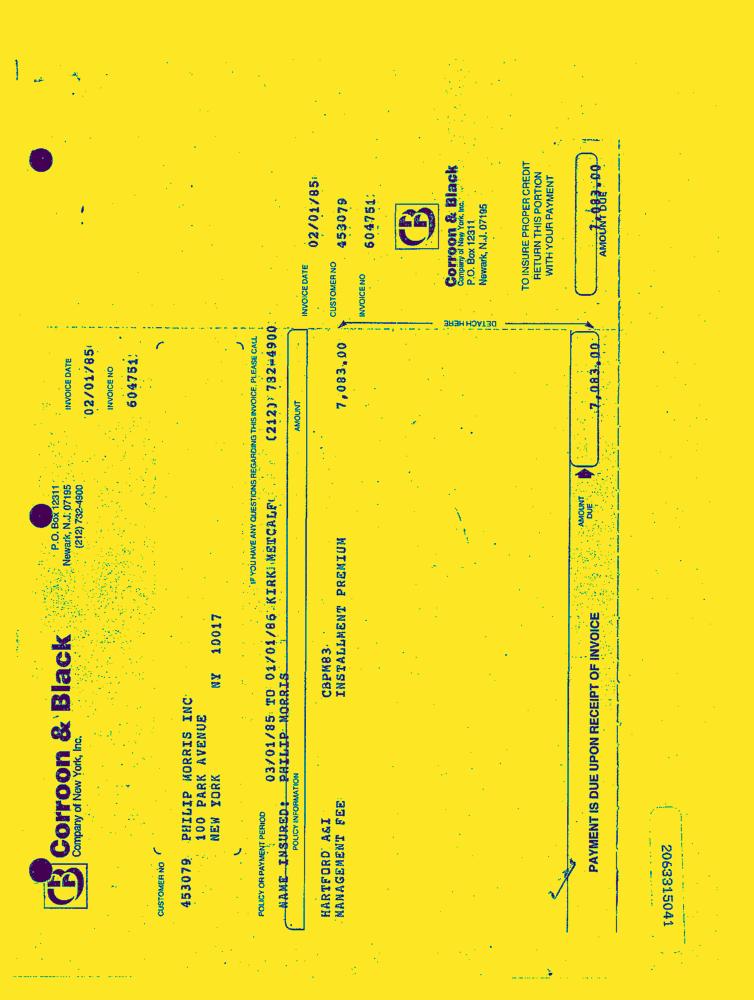 CB Corroon & Black
Company of New York, Inc.
P.O. Box 12311
Newark, N.J. 07195
(212) 732-4900
INVOICE DATE
02/01/85
INVOICE NO
604751
CUSTOMER NO
453079 PHILIP MORRIS INC
100 PARK AVENUE
NEW YORK NY 10017
IF YOU HAVE ANY QUESTIONS REGARDING THIS INVOICE, PLEASE CALL
POLICY OR PAYMENT PERIOD
03/01/85 TO 01/01/86 KIRK METCALF (212) 732-4900
NAME INSURED: PHILIP MORRIS
POLICY INFORMATION AMOUNT
HARTFORD A&I CBPM83
MANAGEMENT FEE INSTALLMENT PREMIUM 7,083.00
PAYMENT IS DUE UPON RECEIPT OF INVOICE
AMOUNT
DUE
7,083.00
DETACH HERE
INVOICE DATE 02/01/85
CUSTOMER NO 453079
INVOICE NO 604751
CB
Corroon & Black
Company of New York, Inc.
P.O. Box 12311
Newark, N.J. 07195
TO INSURE PROPER CREDIT
RETURN THIS PORTION
WITH YOUR PAYMENT
7,083.00
AMOUNT DUE
2063315041